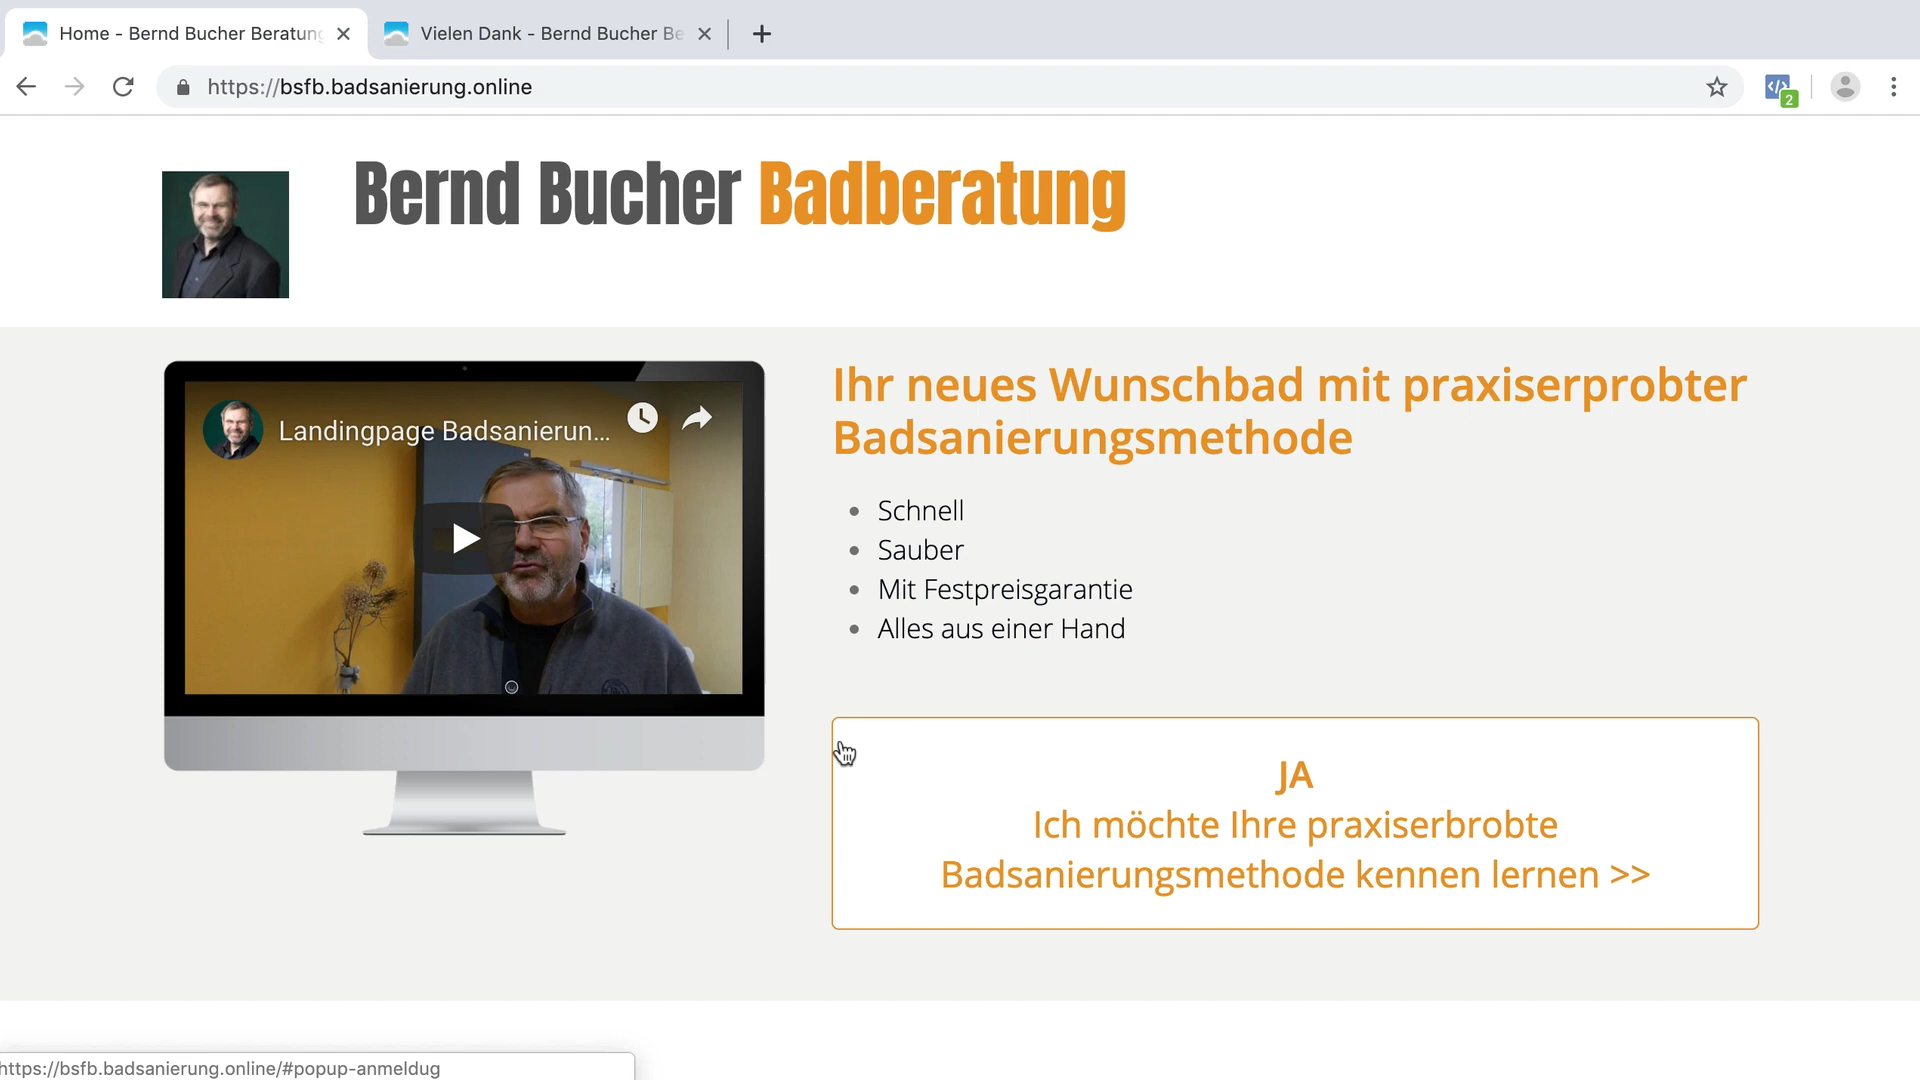 Home - Bernd Bucher Beratung
Vielen Dank - Bernd Bucher Be
https://bsfb.badsanierung.online
2
Bernd Bucher Badberatung
Landingpage Badsanierun...
Ihr neues Wunschbad mit praxiserprobter
Badsanierungsmethode
Schnell
Sauber
Mit Festpreisgarantie
Alles aus einer Hand
JA
Ich möchte Ihre praxiserbrobte
Badsanierungsmethode kennen lernen >>
https://bsfb.badsanierung.online/#popup-anmeldug